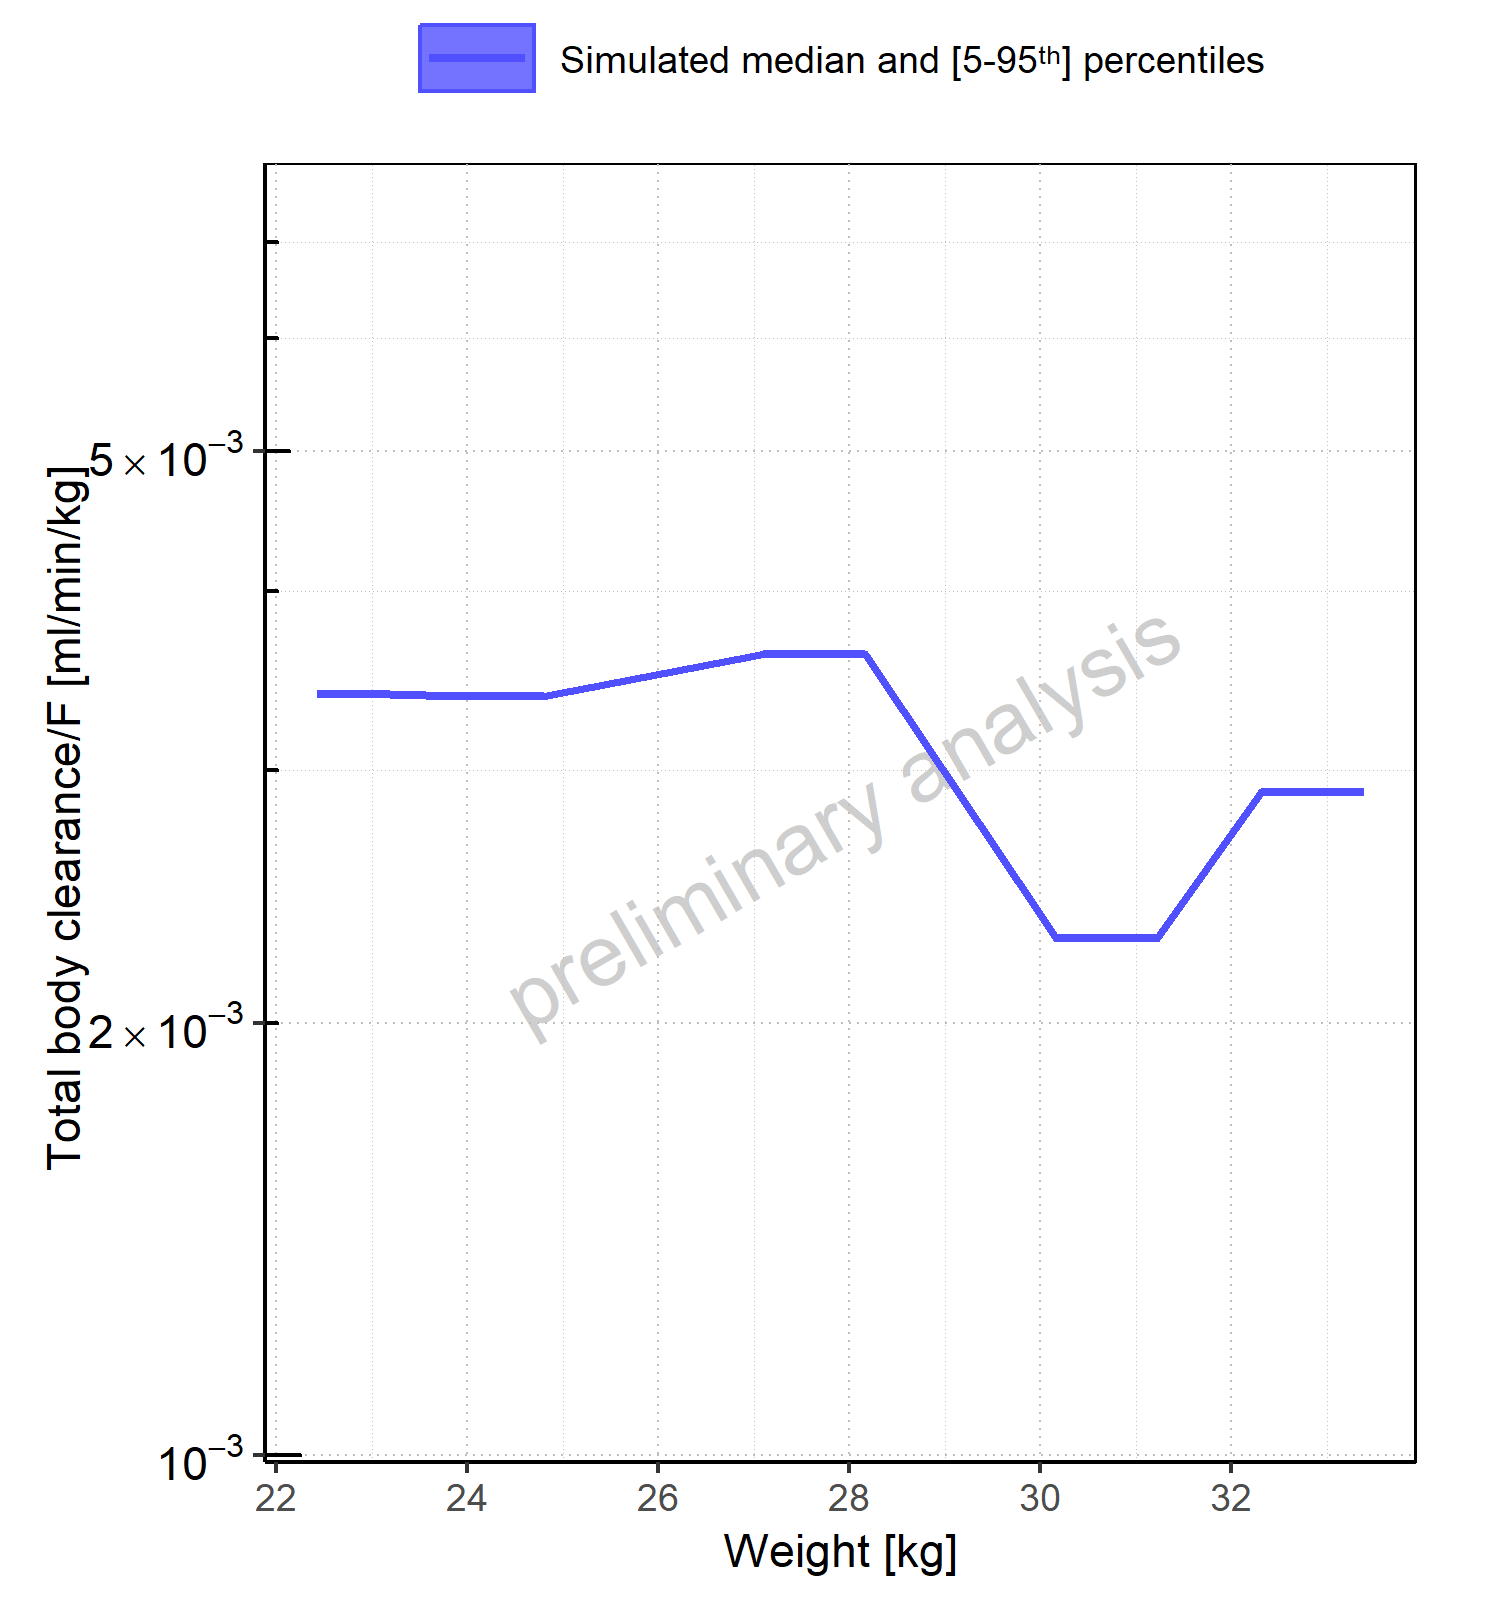 Simulated median and [5-95ᵗʰ] percentiles
Total body clearance/F [ml/min/kg]
5 × 10⁻³
2 × 10⁻³
10⁻³
preliminary analysis
22 24 26 28 30 32
Weight [kg]